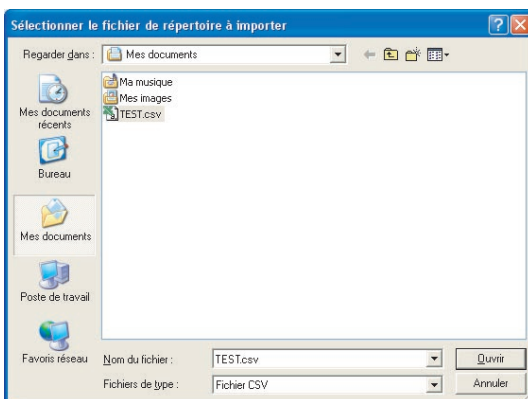 Sélectionner le fichier de répertoire à importer
Regarder dans :
Mes documents
Ma musique
Mes images
TEST.csv
Mes documents
récents
Bureau
Mes documents
Poste de travail
Favoris réseau
Nom du fichier :
TEST.csv
Ouvrir
Fichiers de type :
Fichier CSV
Annuler